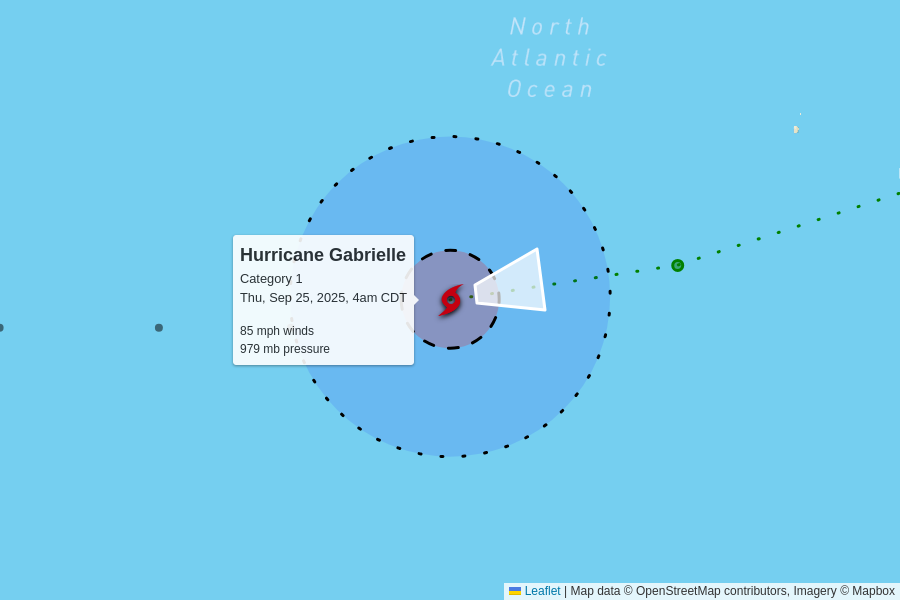 North
Atlantic
Ocean
Hurricane Gabrielle
Category 1
Thu, Sep 25, 2025, 4am CDT
85 mph winds
979 mb pressure
Leaflet | Map data © OpenStreetMap contributors, Imagery © Mapbox